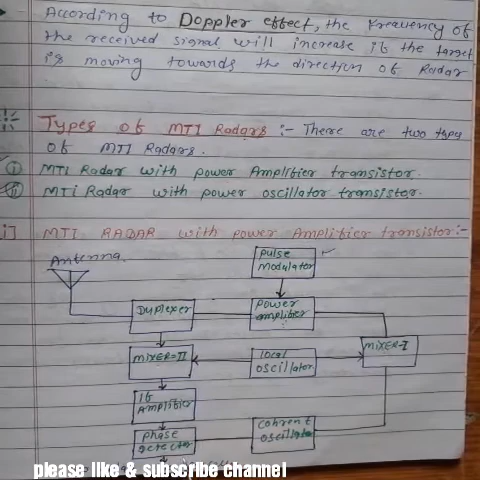 According to Doppler effect, the Frequency of
the received signal will increase if the target
is moving towards the direction of Radar
Types of MTI Radars :- There are two type
of MTI Radars.
i MTI Radar with power Amplifier transistor.
ii MTI Radar with power oscillator transistor.
i] MTI RADAR with power Amplifier transistor:-
Antenna.
Pulse
Modulator
Duplexer
Power
amplifier
Mixer-II
local
oscillator
Mixer-I
If
Amplifier
Cohrent
oscillator
Phase
detector
please like & subscribe channel